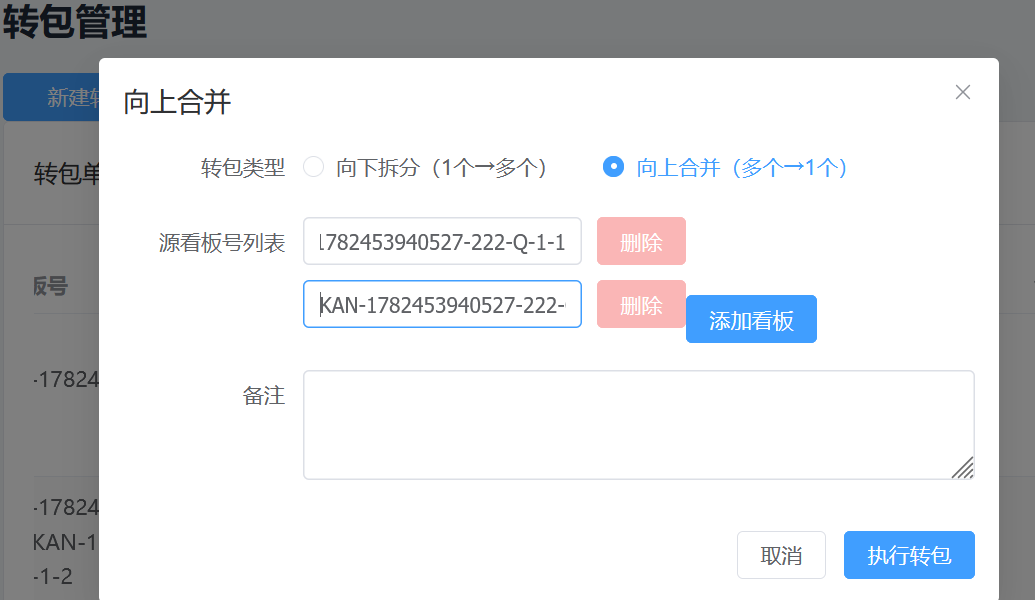 转包管理
新建转
向上合并
转包单
转包类型 向下拆分（1个→多个） 向上合并（多个→1个）
源看板号列表 1782453940527-222-Q-1-1 删除
板号
KAN-1782453940527-222- 删除 添加看板
-17824
备注
-17824
KAN-1
-1-2
取消 执行转包